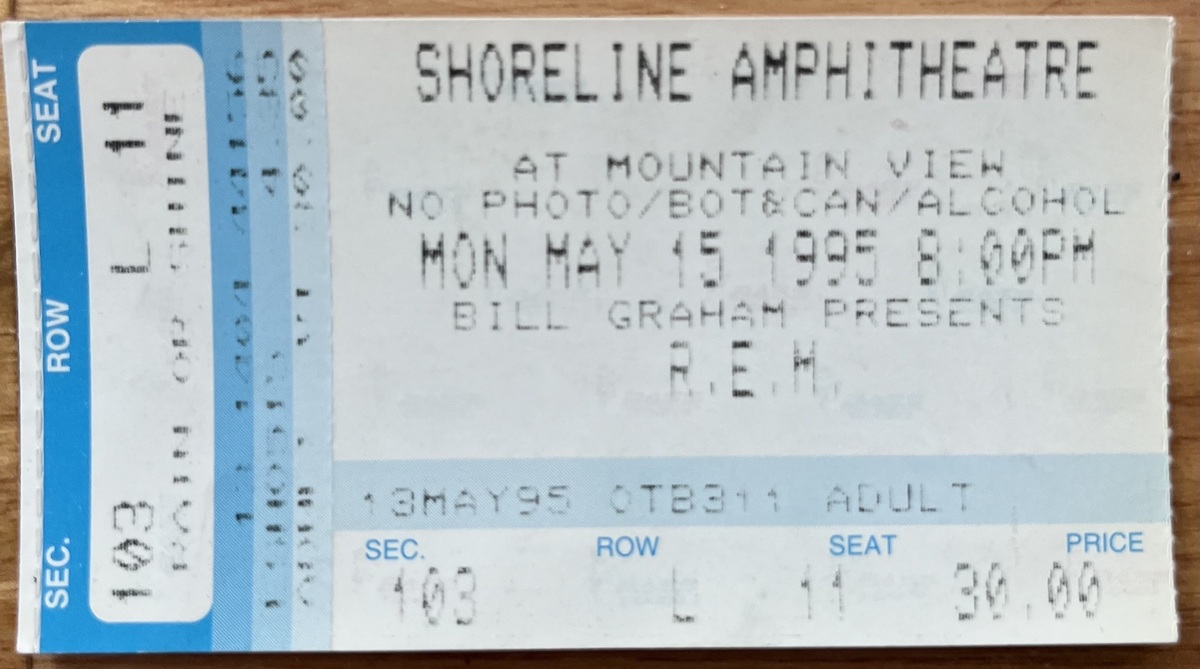 SHORELINE AMPHITHEATRE
AT MOUNTAIN VIEW
NO PHOTO/BOT&CAN/ALCOHOL
MON MAY 15 1995 8:00PM
BILL GRAHAM PRESENTS
R.E.M.
13MAY95 OTB311 ADULT
SEC. ROW SEAT PRICE
103 L 11 30.00
SEC. ROW SEAT
103 L 11
RAIN OR SHINE